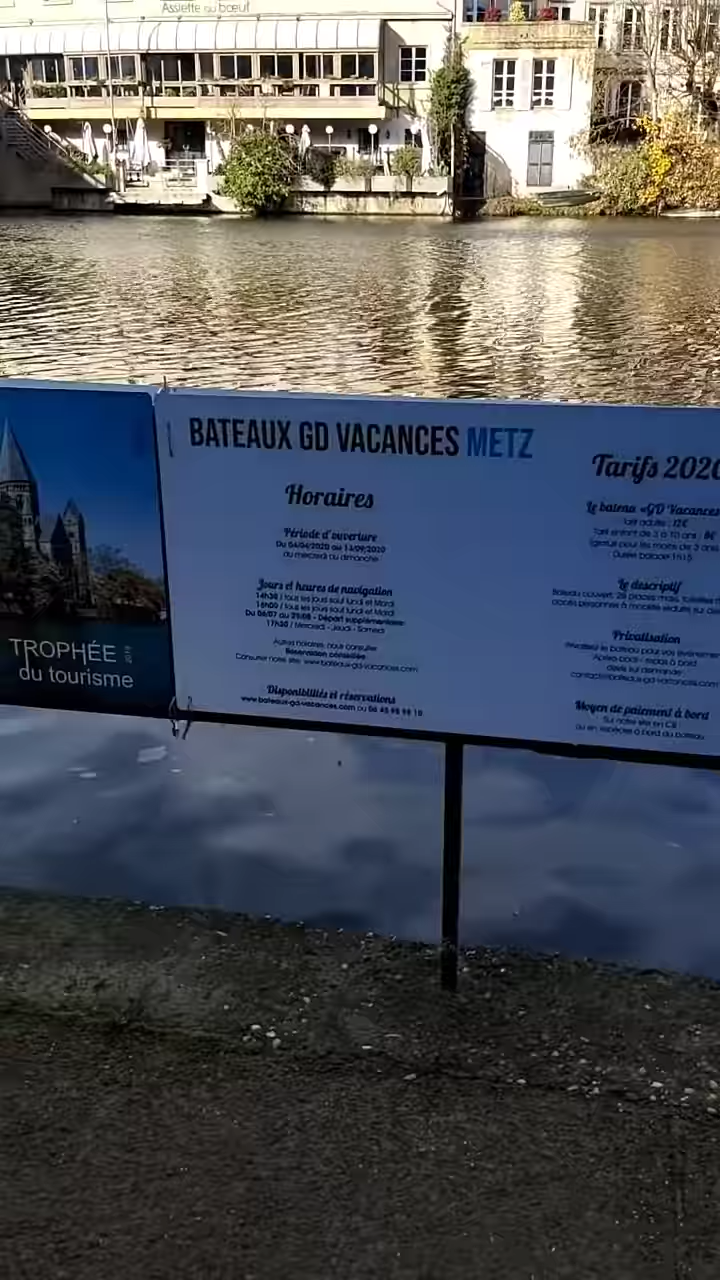 Assiette au bœuf
TROPHÉE 2019
du tourisme
BATEAUX GD VACANCES METZ
Horaires
Période d'ouverture
Du 04/04/2020 au 13/09/2020
du mercredi au dimanche
Jours et heures de navigation
14h30 / tous les jours sauf lundi et Mardi
16h00 / tous les jours sauf lundi et Mardi
Du 06/07 au 29/08 - Départ supplémentaire
17h30 / Mercredi - Jeudi - Samedi
Autres horaires, nous consulter
Réservation conseillée
Consulter notre site: www.bateaux-gd-vacances.com
Disponibilités et réservations
www.bateaux-gd-vacances.com ou 06
Tarifs 2020
Le bateau «GD Vacances
Tarif adulte : 12€
Tarif enfant de 3 à 10 ans : 8€
(gratuit pour les moins de 3 ans
Durée balade 1h15
Le descriptif
Bateau couvert, 28 places maxi, toilettes
accès personnes à mobilité réduite sur
Privatisation
Privatisez le bateau pour vos événements
Apéro bord - repas à bord
devis sur demande
contact@bateaux-gd-vacances.com
Moyen de paiement à bord
Sur notre site en CB
ou en espèces à bord du bateau